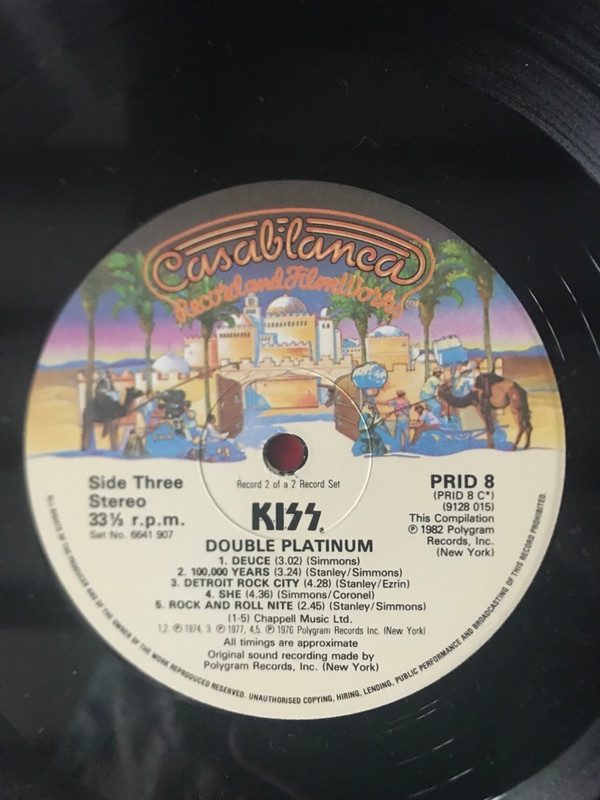 Casablanca
Record and FilmWorks
Side Three
Stereo
33⅓ r.p.m.
Set No. 6641 907
Record 2 of a 2 Record Set
PRID 8
(PRID 8 C*)
(9128 015)
This Compilation
℗ 1982 Polygram
Records, Inc.
(New York)
KISS®
DOUBLE PLATINUM
1. DEUCE (3.02) (Simmons)
2. 100,000 YEARS (3.24) (Stanley/Simmons)
3. DETROIT ROCK CITY (4.28) (Stanley/Ezrin)
4. SHE (4.36) (Simmons/Coronel)
5. ROCK AND ROLL NITE (2.45) (Stanley/Simmons)
(1-5) Chappell Music Ltd.
1,2 ℗ 1974, 3 ℗ 1977, 4,5 ℗ 1976 Polygram Records Inc. (New York)
All timings are approximate
Original sound recording made by
Polygram Records, Inc. (New York)
ALL RIGHTS OF THE PRODUCER AND OF THE OWNER OF THE WORK REPRODUCED RESERVED. UNAUTHORISED COPYING, HIRING, LENDING, PUBLIC PERFORMANCE AND BROADCASTING OF THIS RECORD PROHIBITED.